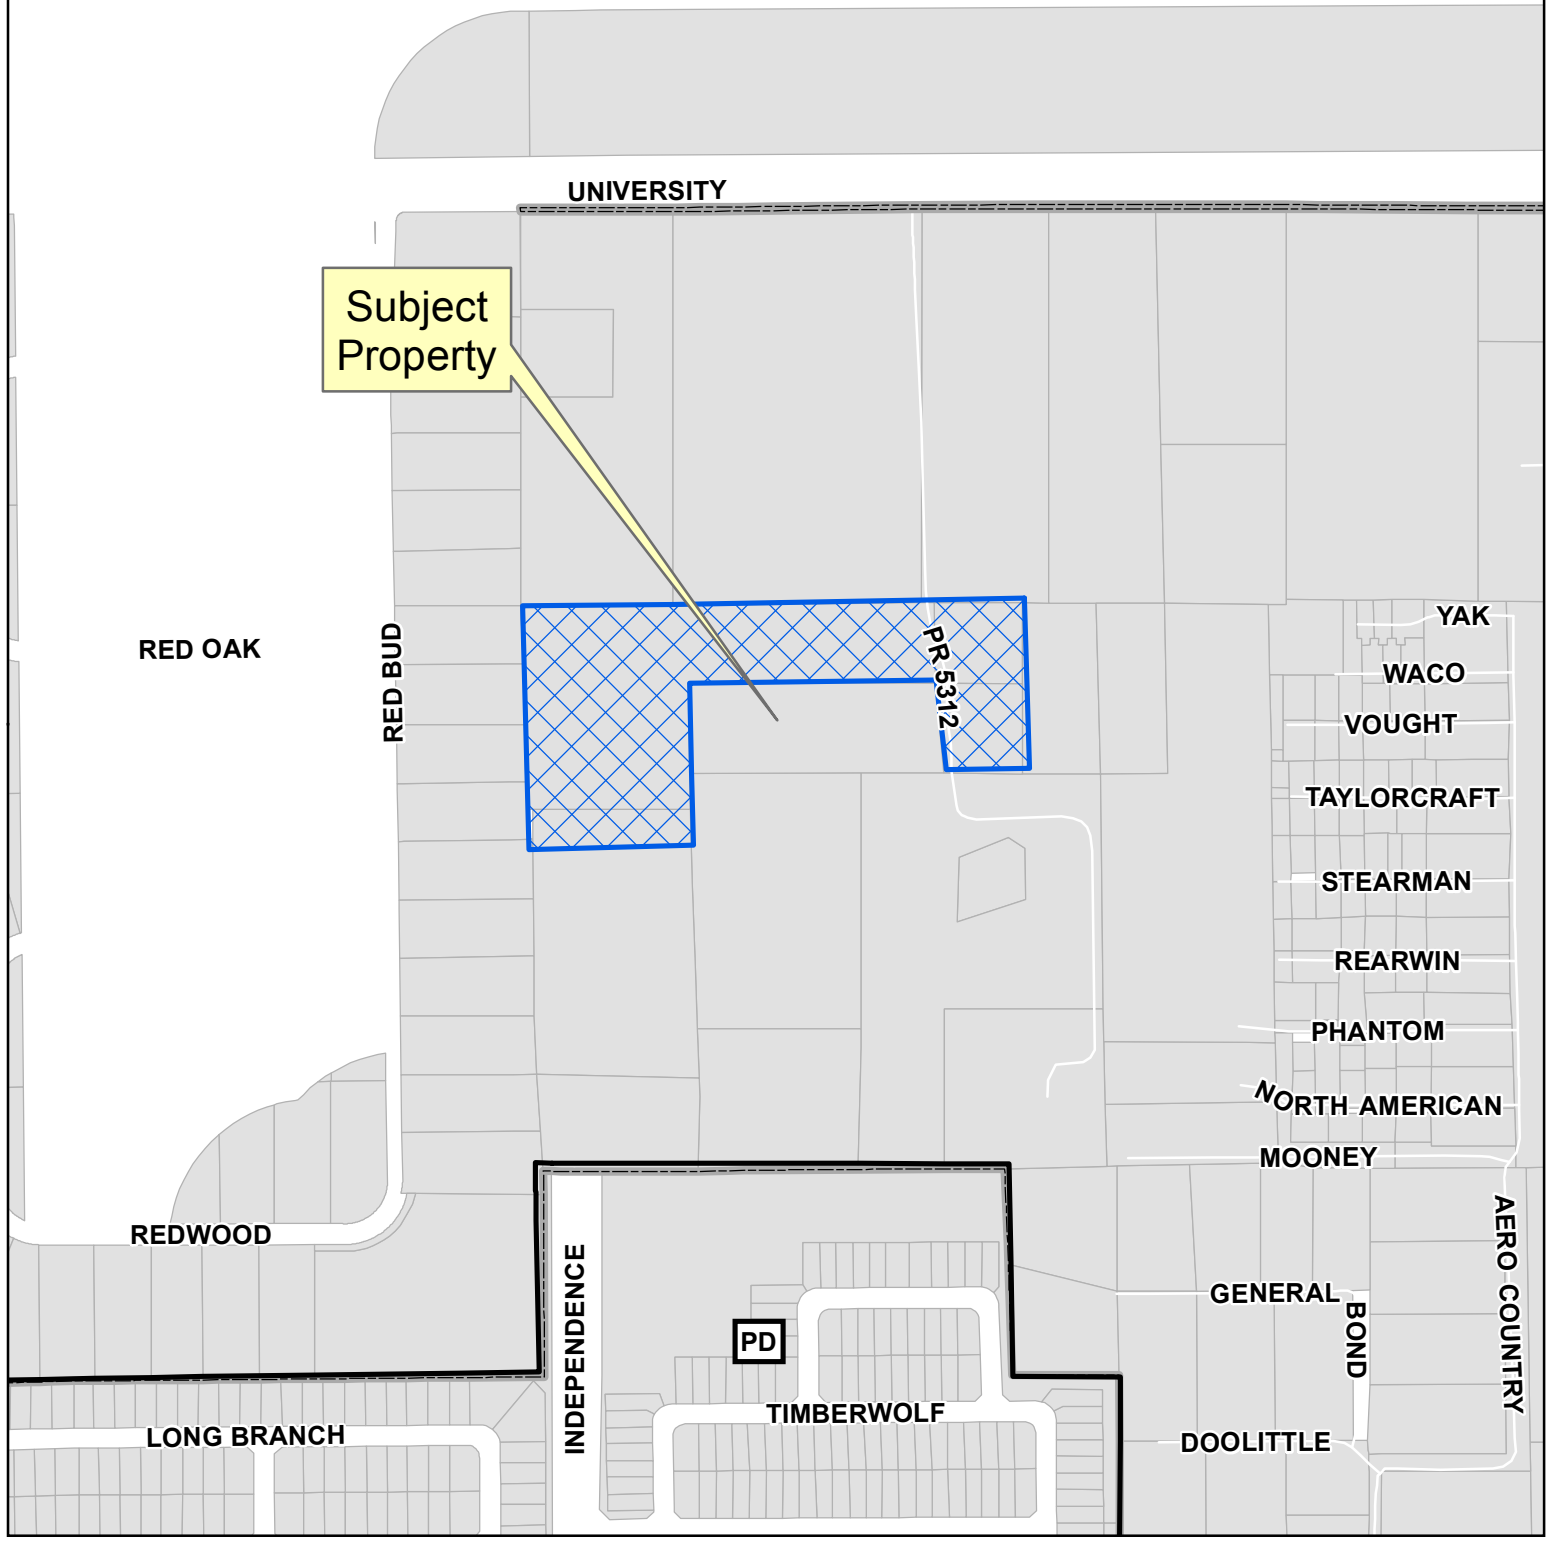 UNIVERSITY
Subject
Property
RED OAK
RED BUD
PR 5312
YAK
WACO
VOUGHT
TAYLORCRAFT
STEARMAN
REARWIN
PHANTOM
NORTH AMERICAN
MOONEY
REDWOOD
INDEPENDENCE
AERO COUNTRY
GENERAL
BOND
PD
TIMBERWOLF
LONG BRANCH
DOOLITTLE